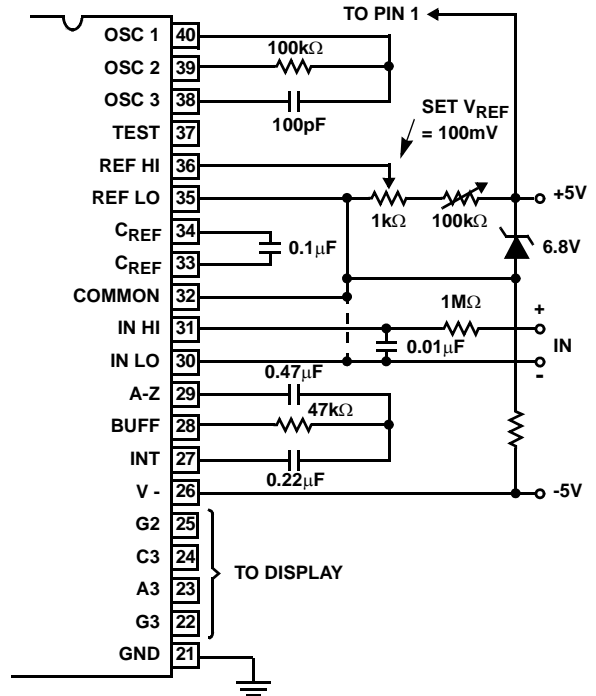 TO PIN 1
OSC 1 40
100kΩ
OSC 2 39
OSC 3 38
100pF
SET VREF
= 100mV
TEST 37
REF HI 36
REF LO 35
1kΩ
100kΩ
+5V
CREF 34
0.1µF
6.8V
CREF 33
COMMON 32
1MΩ
+
IN HI 31
0.01µF
IN
IN LO 30
-
0.47µF
A-Z 29
47kΩ
BUFF 28
INT 27
0.22µF
V - 26
-5V
G2 25
C3 24
TO DISPLAY
A3 23
G3 22
GND 21